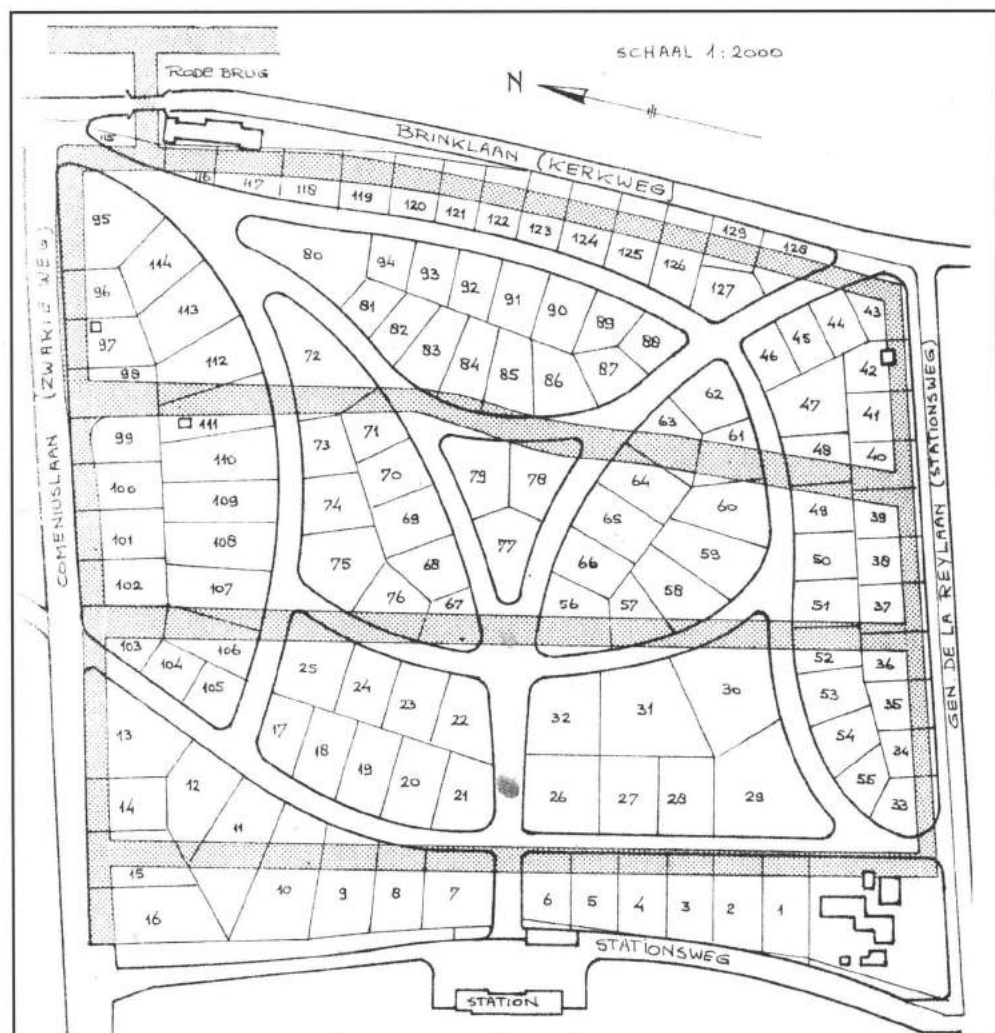 SCHAAL 1:2000
RODE BRUG
N
BRINKLAAN (KERKWEG)
COMENIUSLAAN (ZWARTE WEG)
GEN. DE LA REYLAAN (STATIONSWEG)
115
116 117 118 119 120 121 122 123 124 125 126 127 129 128
95 114 96 113 97 112 98
80 94 93 92 91 90 89 88
81 82 83 84 85 86 87
72 73 71 74 70 69 75 68 76 67
79 78 77
62 63 61 64 60 65 59 66 58 56 57
46 45 44 43 42 47 41 48 40
49 39 50 38 51 37
52 36 53 35 54 34 55 33
99 111 110 100 109 101 108 102 107
103 104 106 105
25 24 23 22
17 18 19 20 21
32 31 30
26 27 28 29
13 14 12 11 15 16 10 9 8 7
6 5 4 3 2 1
STATIONSWEG
STATION